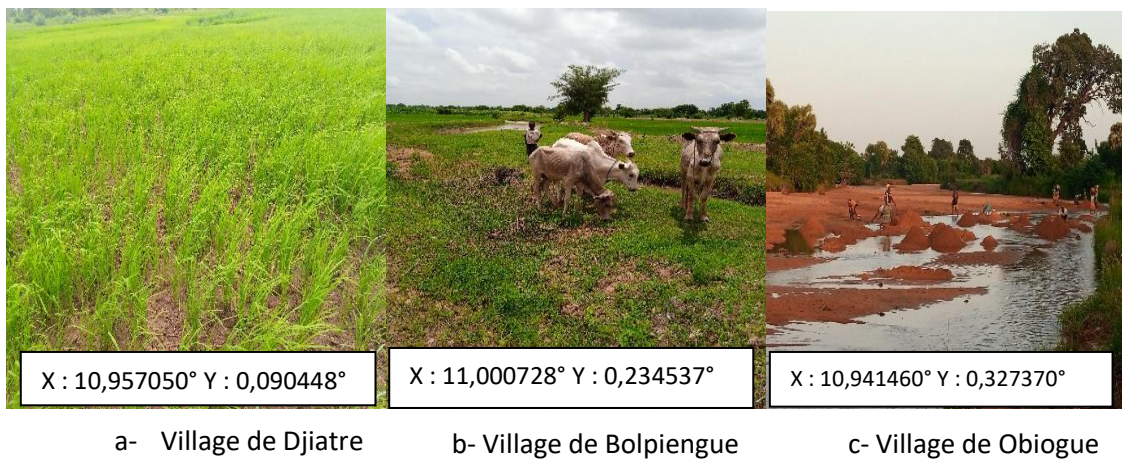 X : 10,957050° Y : 0,090448°
X : 11,000728° Y : 0,234537°
X : 10,941460° Y : 0,327370°
a- Village de Djiatre
b- Village de Bolpiengue
c- Village de Obiogue